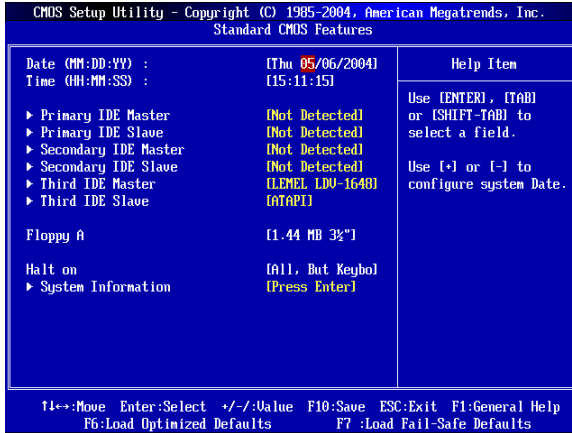 CMOS Setup Utility - Copyright (C) 1985-2004, American Megatrends, Inc.
Standard CMOS Features
Date (MM:DD:YY) : [Thu 05/06/2004]
Time (HH:MM:SS) : [15:11:15]
▶ Primary IDE Master [Not Detected]
▶ Primary IDE Slave [Not Detected]
▶ Secondary IDE Master [Not Detected]
▶ Secondary IDE Slave [Not Detected]
▶ Third IDE Master [LEMEL LDV-1648]
▶ Third IDE Slave [ATAPI]
Floppy A [1.44 MB 3½"]
Halt on [All, But Keybo]
▶ System Information [Press Enter]
Help Item
Use [ENTER], [TAB]
or [SHIFT-TAB] to
select a field.
Use [+] or [-] to
configure system Date.
↑↓↔:Move Enter:Select +/-/:Value F10:Save ESC:Exit F1:General Help
F6:Load Optimized Defaults F7 :Load Fail-Safe Defaults